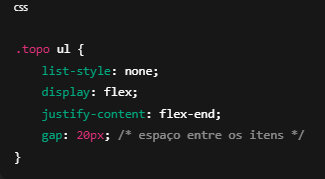 css
.topo ul {
    list-style: none;
    display: flex;
    justify-content: flex-end;
    gap: 20px; /* espaço entre os itens */
}